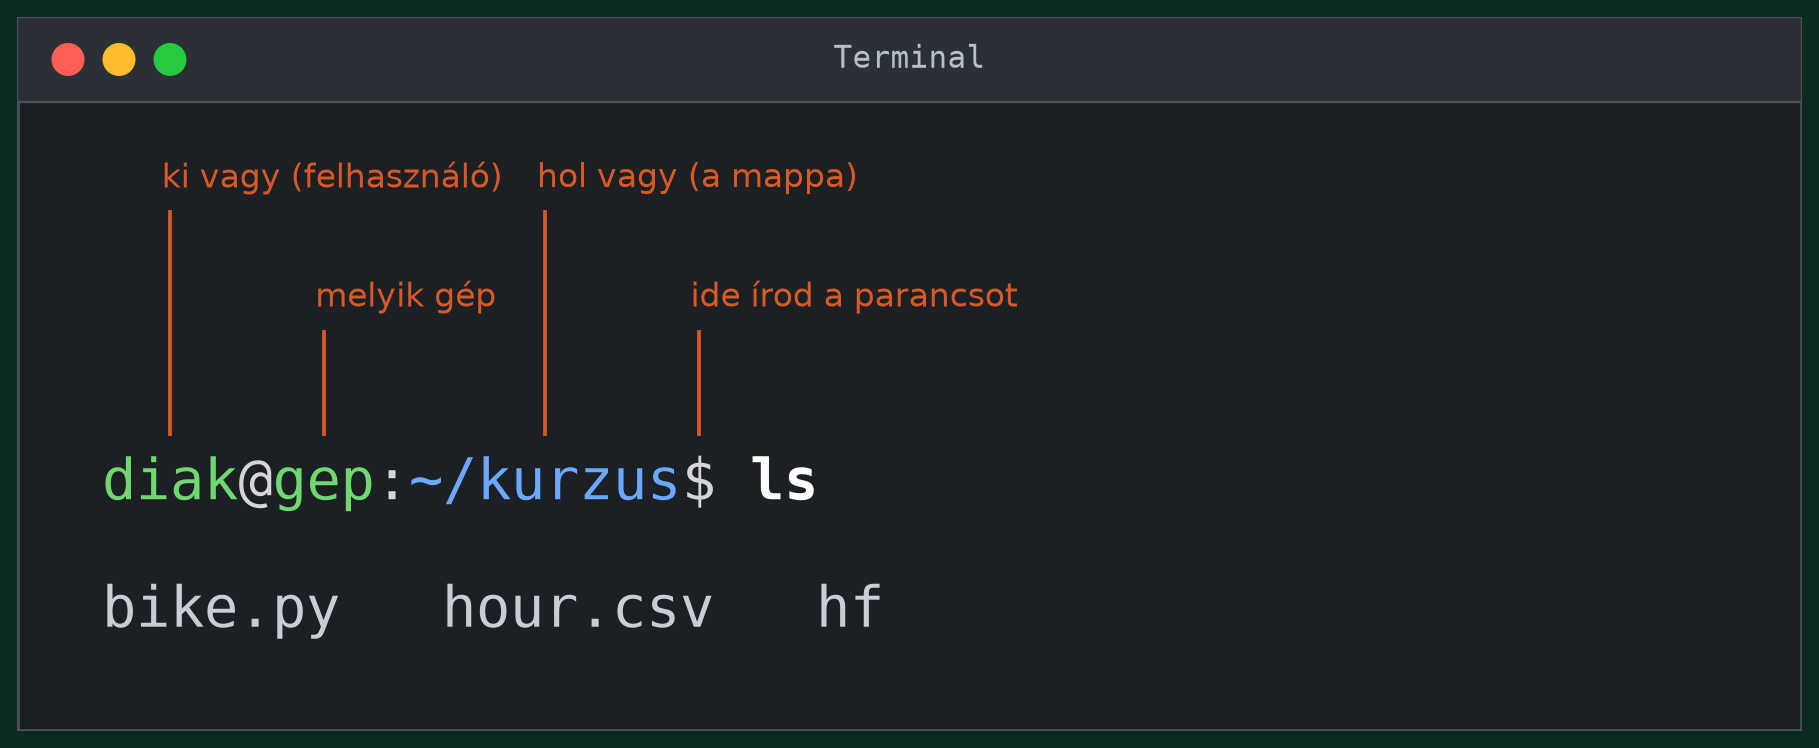 Terminal
ki vagy (felhasználó) hol vagy (a mappa)
melyik gép ide írod a parancsot
diak@gep:~/kurzus$ ls
bike.py hour.csv hf